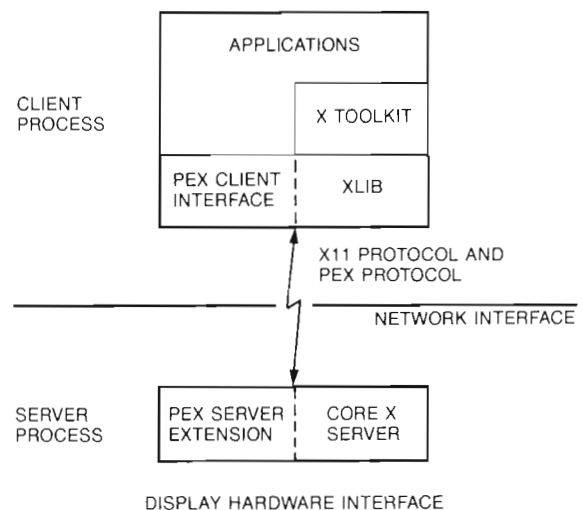 APPLICATIONS
CLIENT
PROCESS
X TOOLKIT
PEX CLIENT
INTERFACE
XLIB
X11 PROTOCOL AND
PEX PROTOCOL
NETWORK INTERFACE
SERVER
PROCESS
PEX SERVER
EXTENSION
CORE X
SERVER
DISPLAY HARDWARE INTERFACE